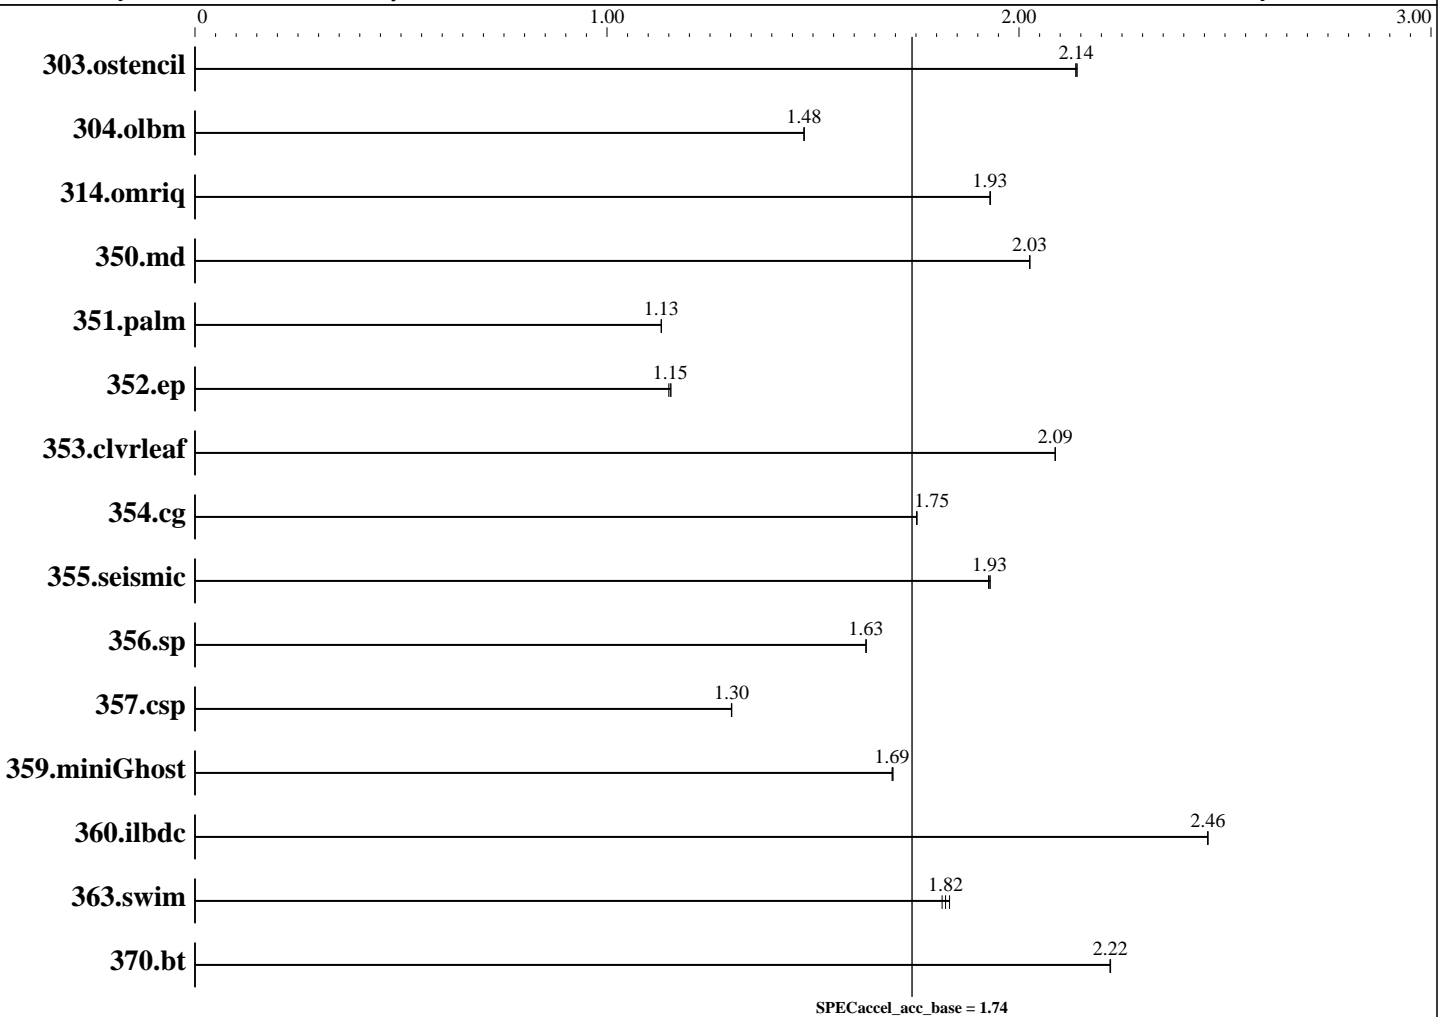 0 1.00 2.00 3.00
303.ostencil 2.14
304.olbm 1.48
314.omriq 1.93
350.md 2.03
351.palm 1.13
352.ep 1.15
353.clvrleaf 2.09
354.cg 1.75
355.seismic 1.93
356.sp 1.63
357.csp 1.30
359.miniGhost 1.69
360.ilbdc 2.46
363.swim 1.82
370.bt 2.22
SPECaccel_acc_base = 1.74